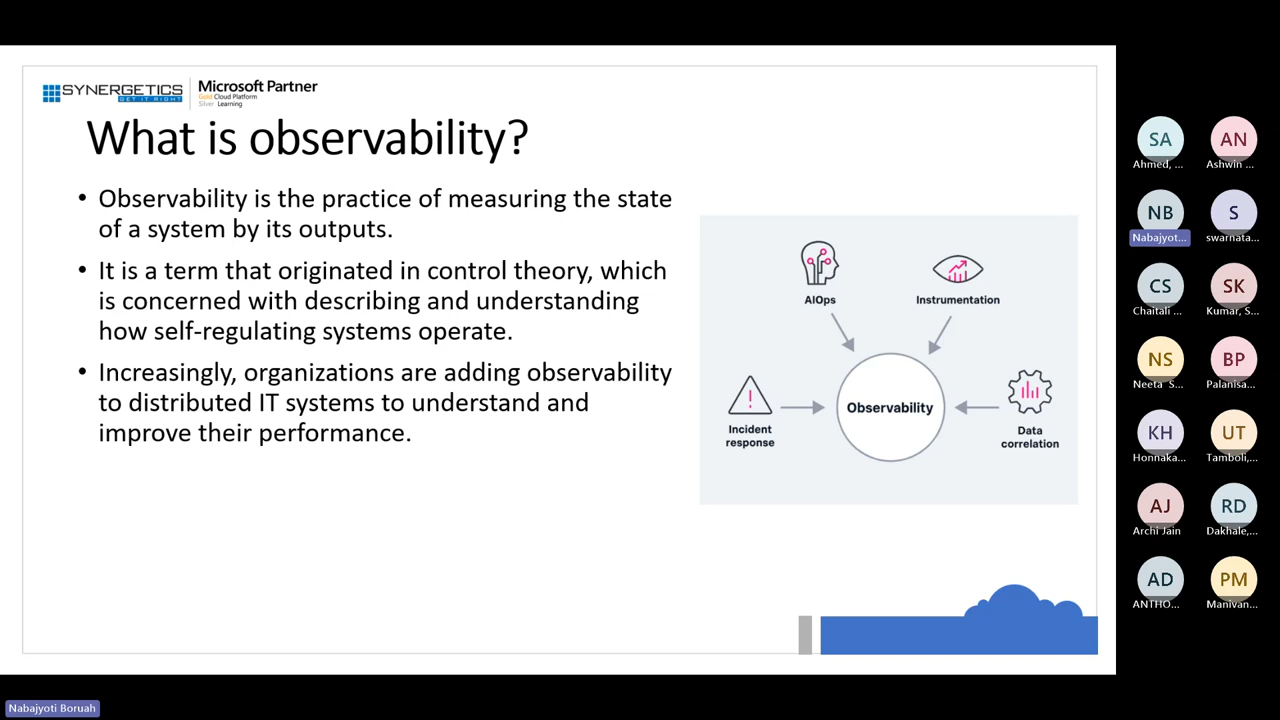 SYNERGETICS
GET IT RIGHT
Microsoft Partner
Gold Cloud Platform
Silver Learning
What is observability?
• Observability is the practice of measuring the state
of a system by its outputs.
• It is a term that originated in control theory, which
is concerned with describing and understanding
how self-regulating systems operate.
• Increasingly, organizations are adding observability
to distributed IT systems to understand and
improve their performance.
AIOps
Instrumentation
Incident
response
Observability
Data
correlation
SA
Ahmed, ...
AN
Ashwin ...
NB
Nabajyot...
S
swarnata...
CS
Chaitali ...
SK
Kumar, S...
NS
Neeta S...
BP
Palanisa...
KH
Honnaka...
UT
Tamboli,...
AJ
Archi Jain
RD
Dakhale,...
AD
ANTHO...
PM
Manivan...
Nabajyoti Boruah